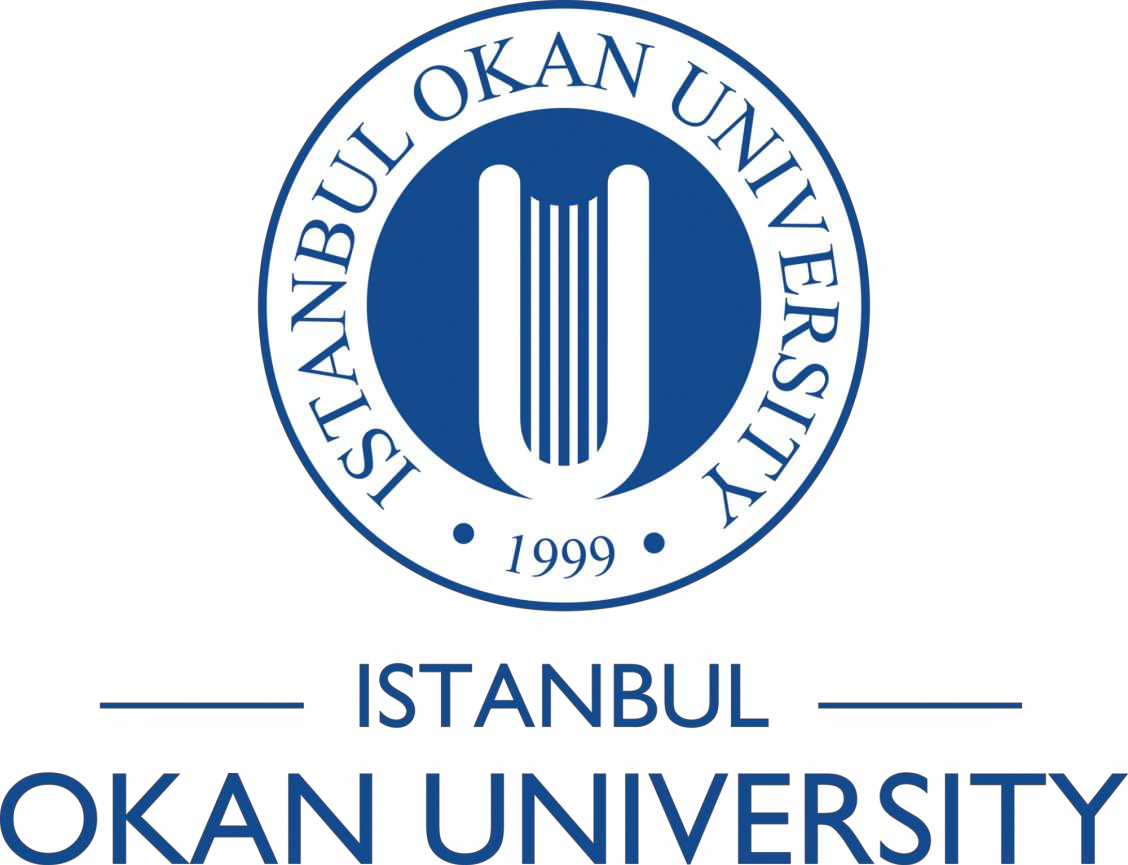 ISTANBUL OKAN UNIVERSITY
• 1999 •
ISTANBUL
OKAN UNIVERSITY